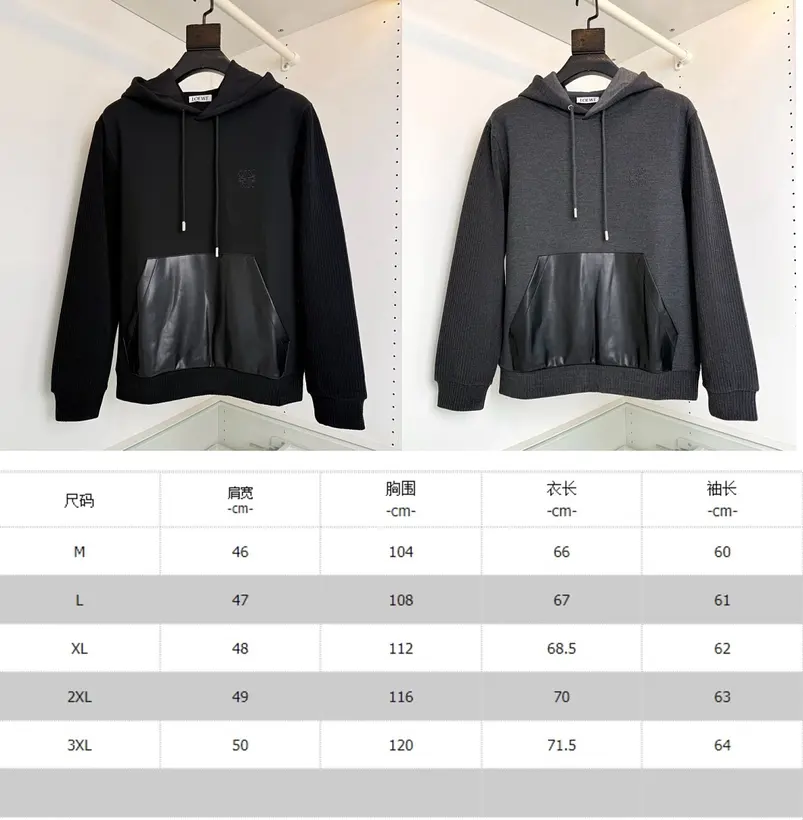 LOEWE
LOEWE
尺码 肩宽 胸围 衣长 袖长
-cm- -cm- -cm- -cm-
M 46 104 66 60
L 47 108 67 61
XL 48 112 68.5 62
2XL 49 116 70 63
3XL 50 120 71.5 64